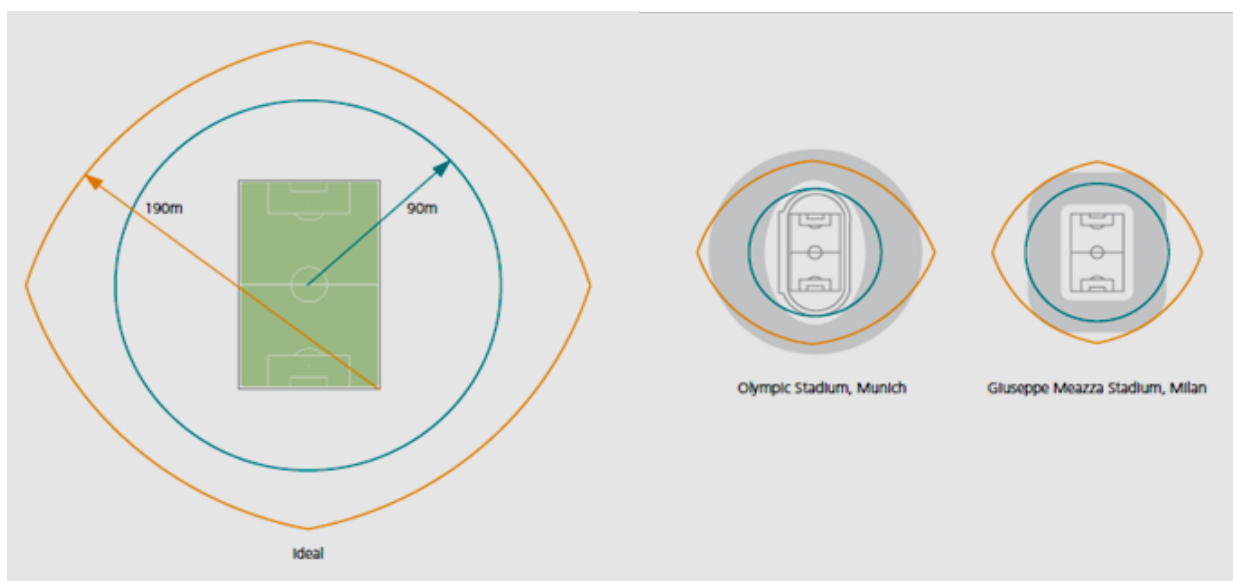 190m
90m
Ideal
Olympic Stadium, Munich
Giuseppe Meazza Stadium, Milan